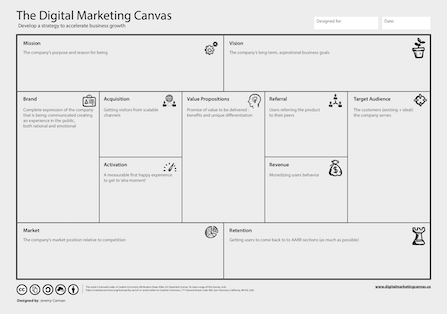 The Digital Marketing Canvas
Develop a strategy to accelerate business growth
Designed for:
Date:
Mission
The company's purpose and reason for being
Vision
The company's long term, aspirational business goals
Brand
Complete expression of the company
that is being communicated creating
an experience in the public,
both rational and emotional
Acquisition
Getting visitors from scalable
channels
Activation
A measurable first happy experience
to get to 'aha moment'
Value Propositions
Promise of value to be delivered -
benefits and unique differentiation
Referral
Users referring the product
to their peers
Revenue
Monetising users behavior
Target Audience
The customers (existing + ideal)
the company serves
Market
The company's market position relative to competition
Retention
Getting users to come back to to AARR sections (as much as possible)
www.digitalmarketingcanvas.co
Designed by: Jeremy Corman